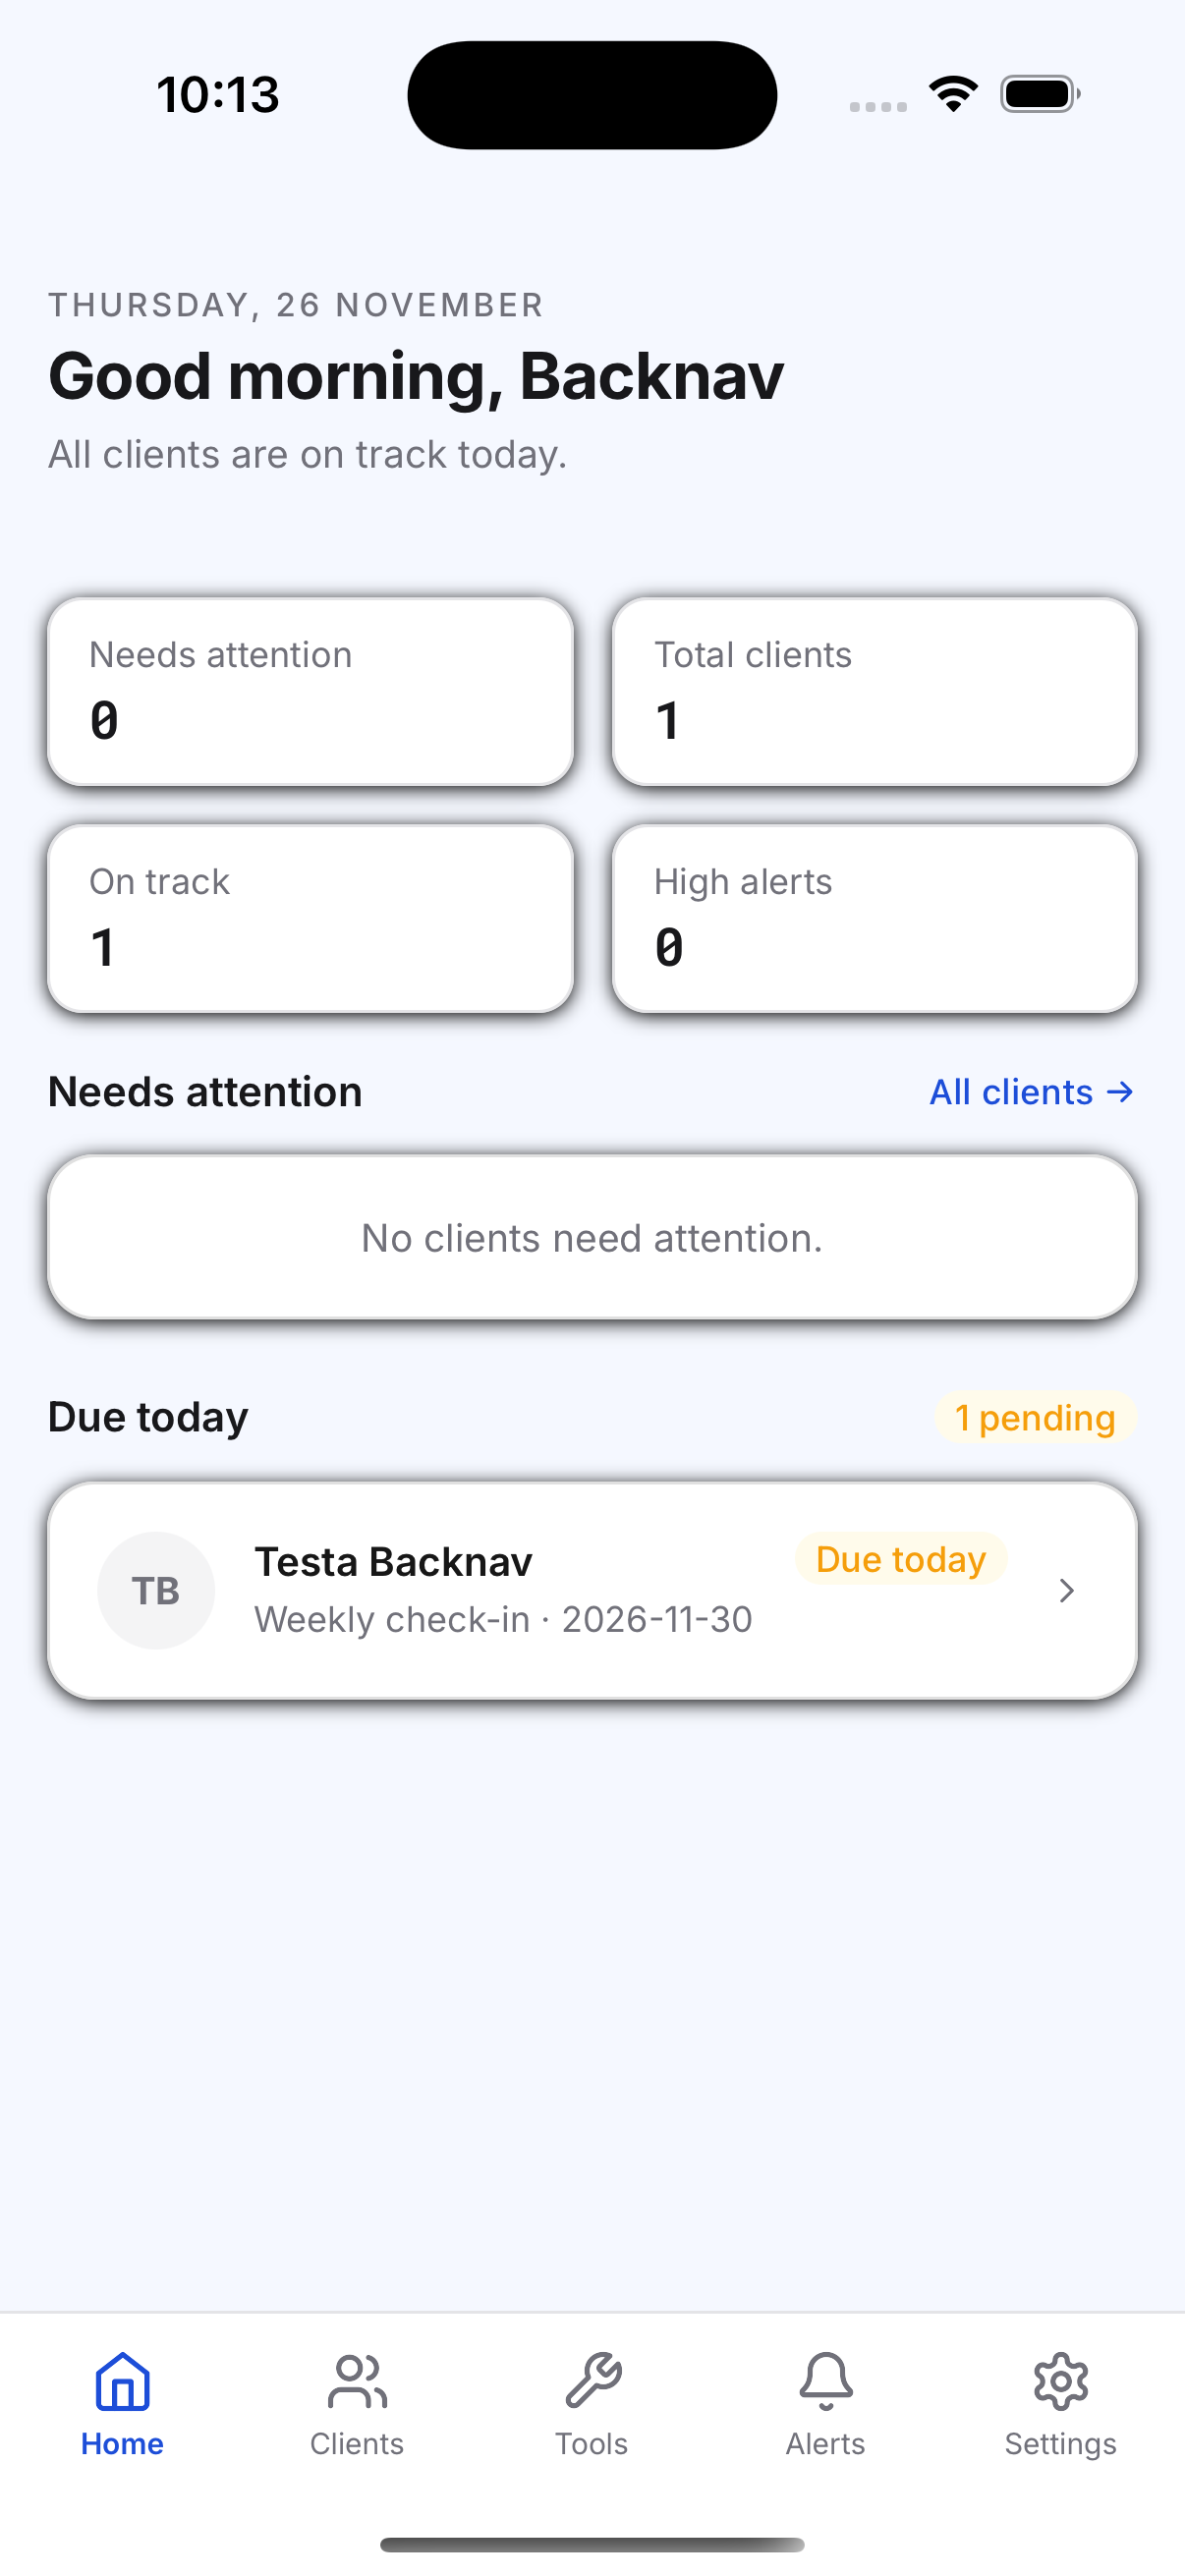 10:13
THURSDAY, 26 NOVEMBER
Good morning, Backnav
All clients are on track today.
Needs attention
0
Total clients
1
On track
1
High alerts
0
Needs attention
All clients →
No clients need attention.
Due today
1 pending
TB
Testa Backnav
Due today
Weekly check-in · 2026-11-30
Home
Clients
Tools
Alerts
Settings